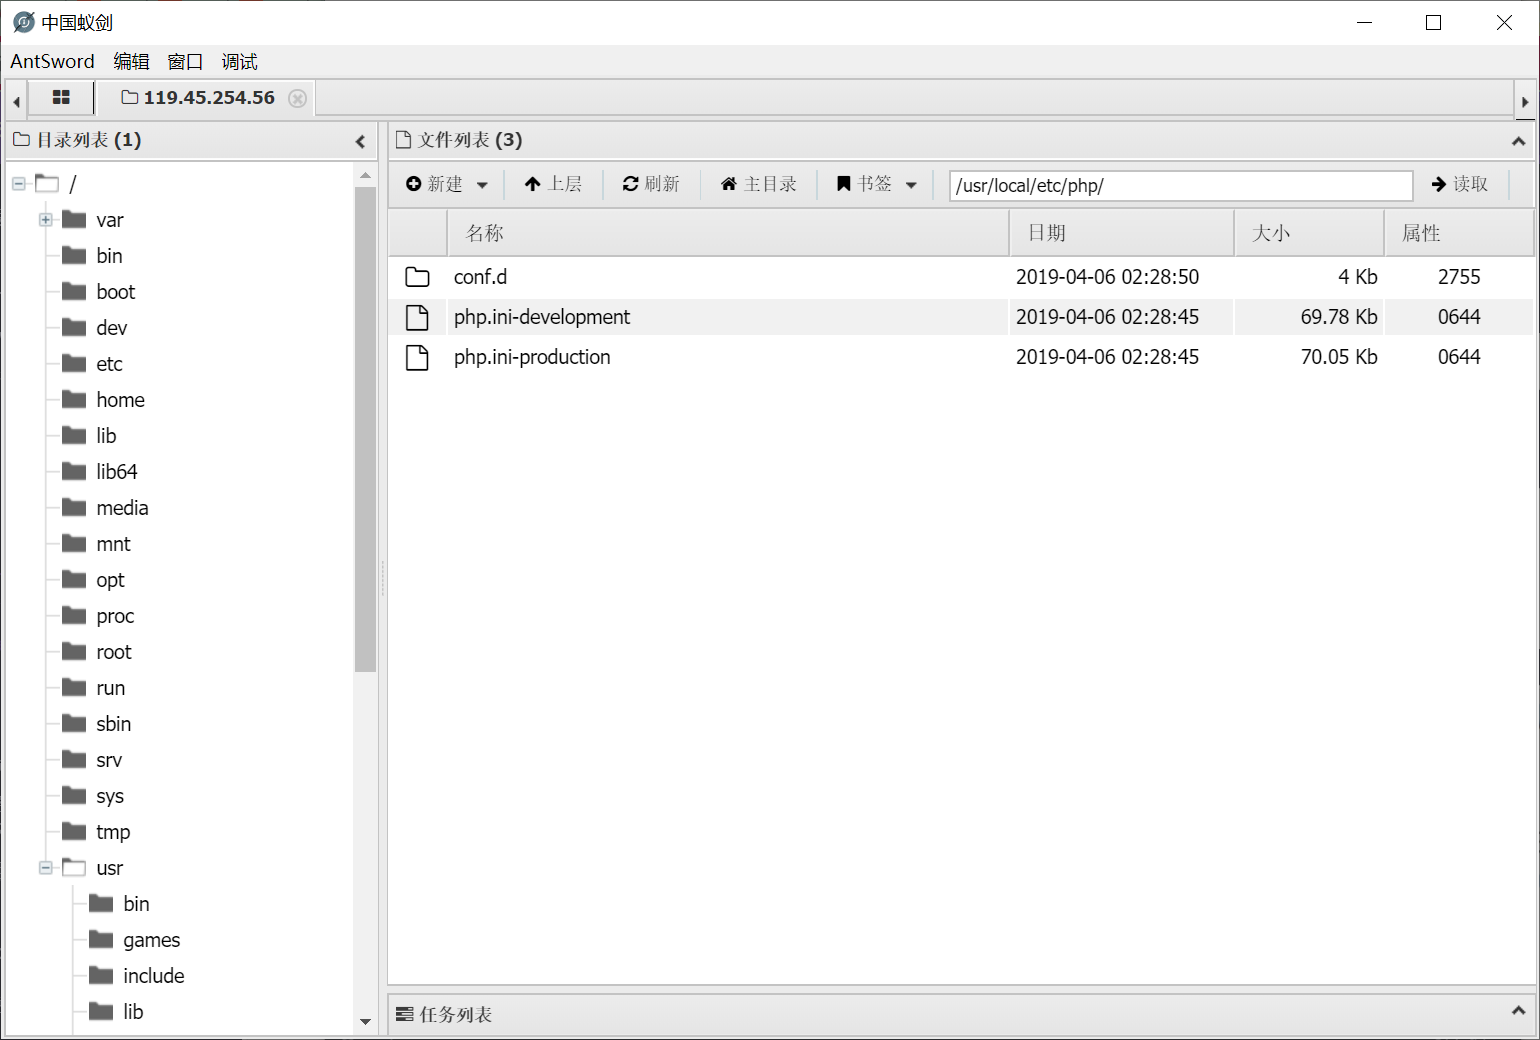 中国蚁剑
AntSword 编辑 窗口 调试
119.45.254.56
目录列表 (1)
/
var
bin
boot
dev
etc
home
lib
lib64
media
mnt
opt
proc
root
run
sbin
srv
sys
tmp
usr
bin
games
include
lib
文件列表 (3)
新建 上层 刷新 主目录 书签 /usr/local/etc/php/ 读取
名称 日期 大小 属性
conf.d 2019-04-06 02:28:50 4 Kb 2755
php.ini-development 2019-04-06 02:28:45 69.78 Kb 0644
php.ini-production 2019-04-06 02:28:45 70.05 Kb 0644
任务列表